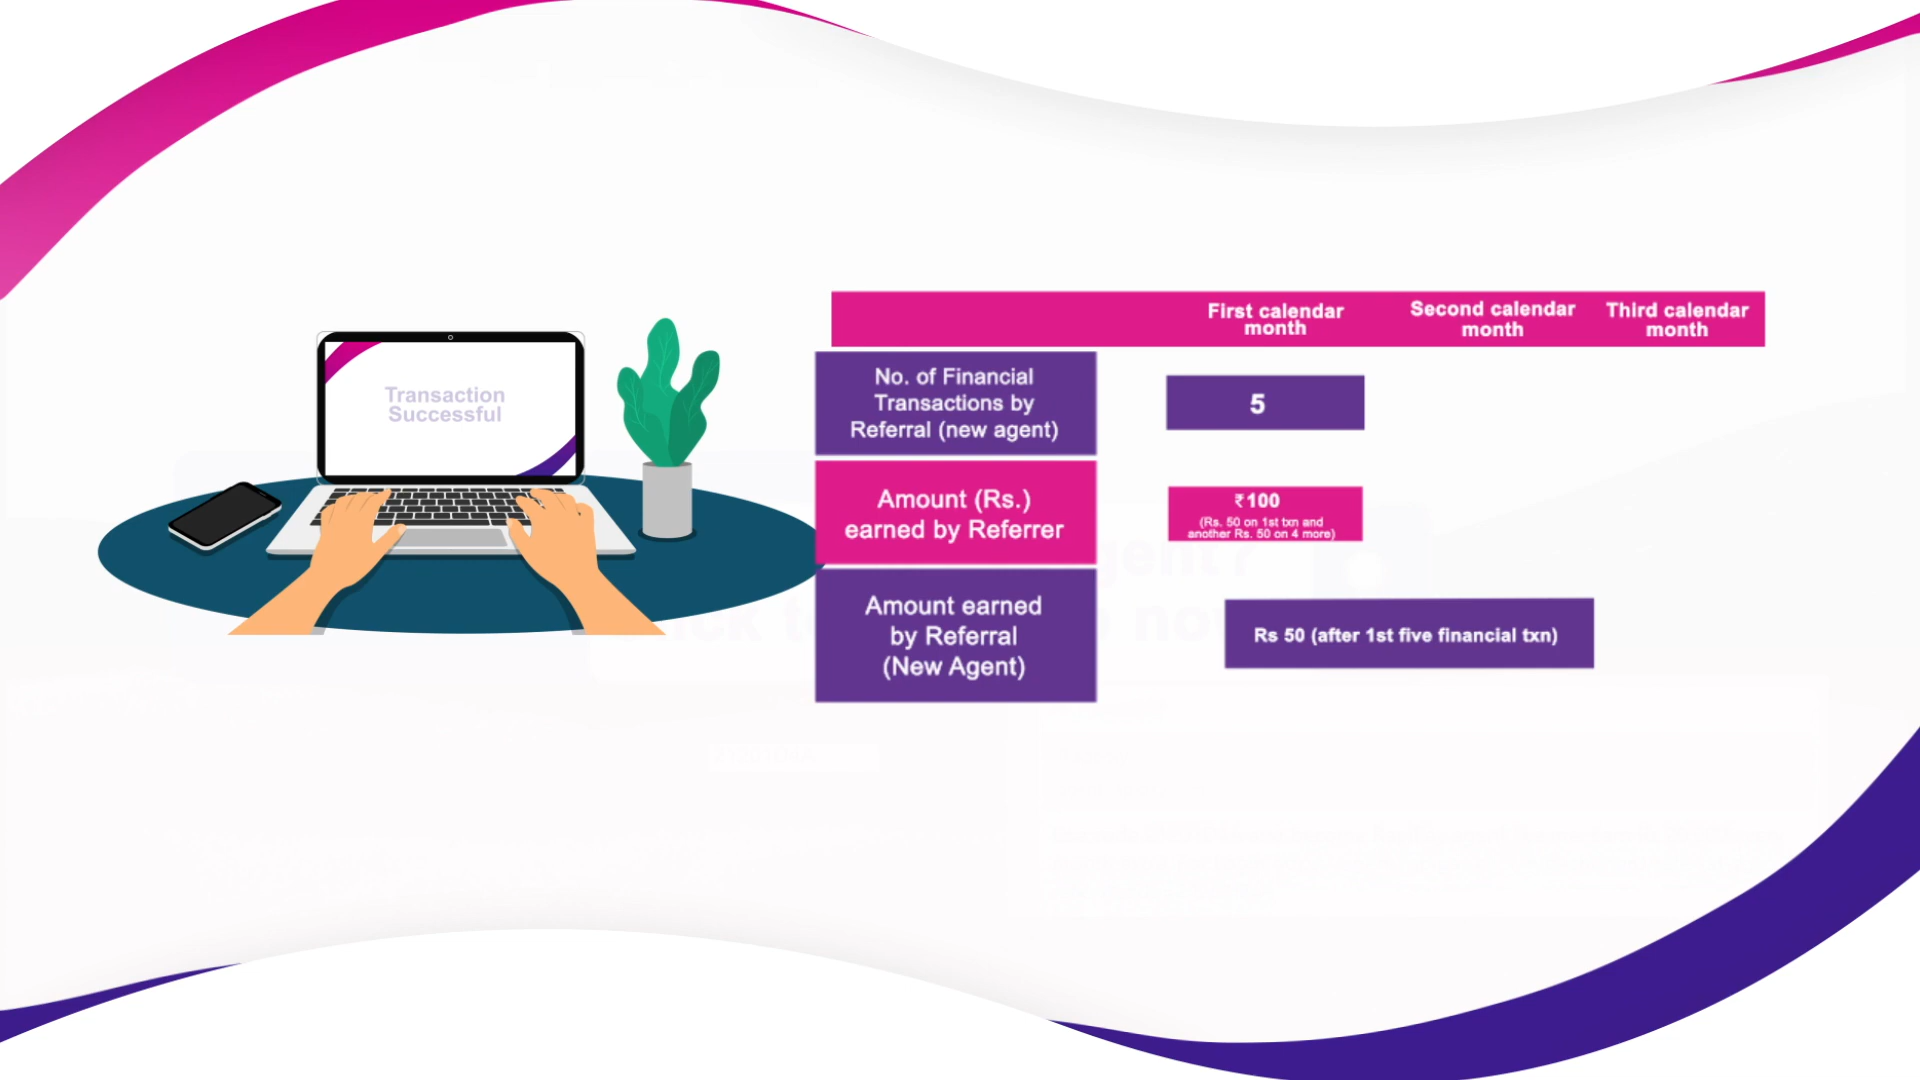 Transaction
Successful
First calendar
month
Second calendar
month
Third calendar
month
No. of Financial
Transactions by
Referral (new agent)
5
Amount (Rs.)
earned by Referrer
₹100
(Rs. 50 on 1st txn and
another Rs. 50 on 4 more)
Amount earned
by Referral
(New Agent)
Rs 50 (after 1st five financial txn)